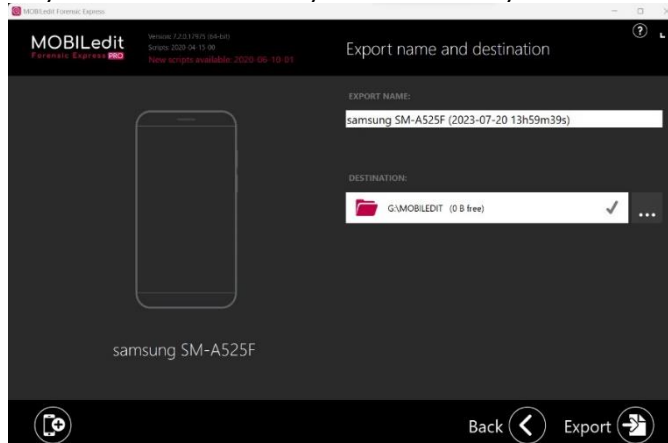 MOBILedit Forensic Express
MOBILedit
Forensic Express PRO
Version: 7.2.0.17975 (64-bit)
Scripts: 2020-04-15-00
New scripts available: 2020-06-10-01
Export name and destination
?
EXPORT NAME:
samsung SM-A525F (2023-07-20 13h59m39s)
DESTINATION:
G:\MOBILEDIT (0 B free)
...
samsung SM-A525F
Back
Export